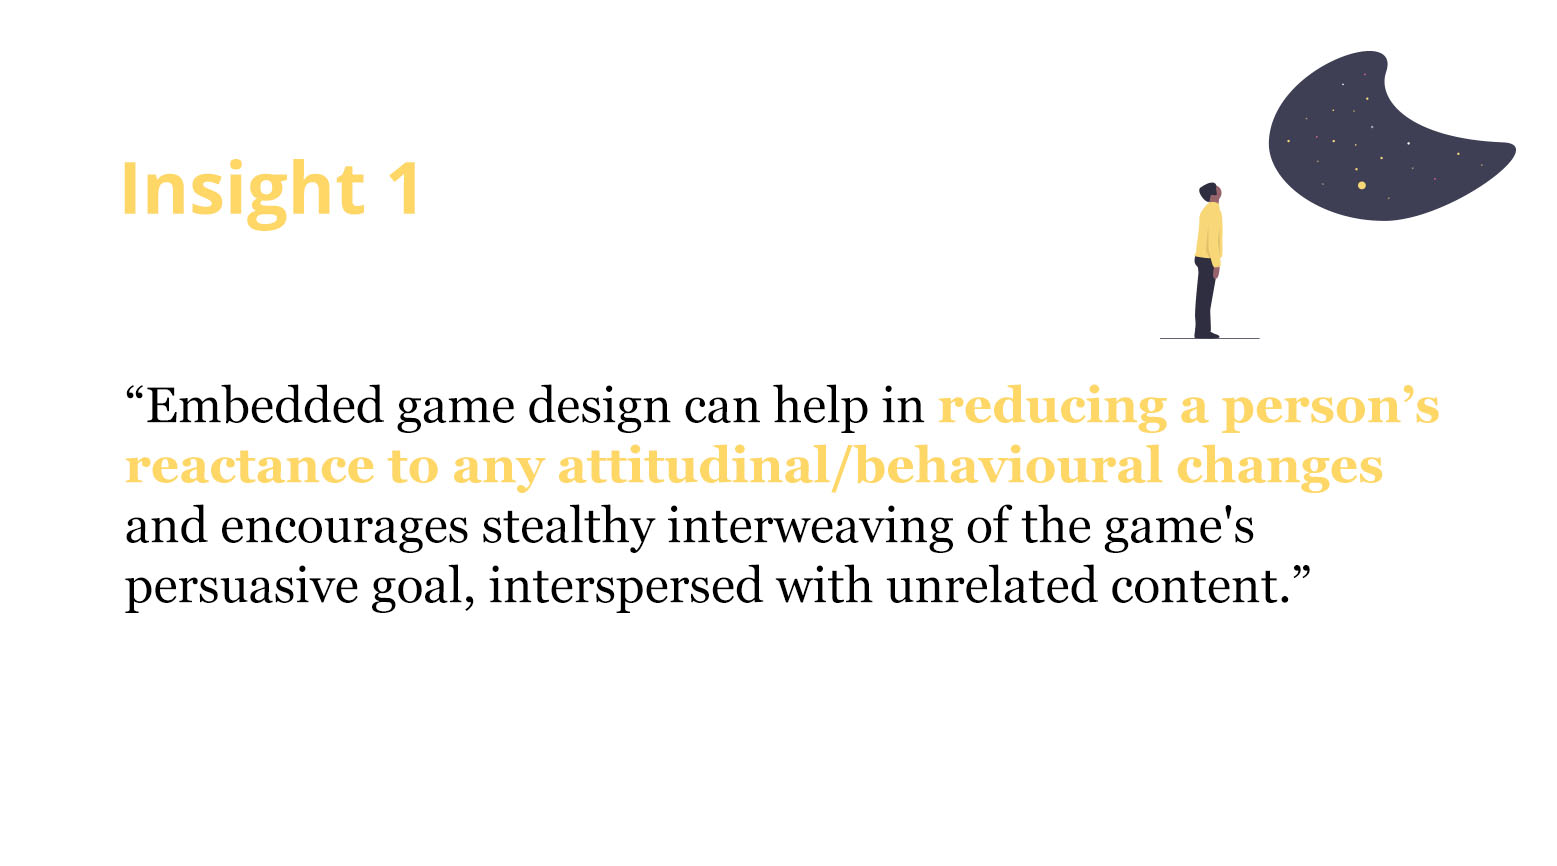 Insight 1
“Embedded game design can help in reducing a person’s
reactance to any attitudinal/behavioural changes
and encourages stealthy interweaving of the game's
persuasive goal, interspersed with unrelated content.”